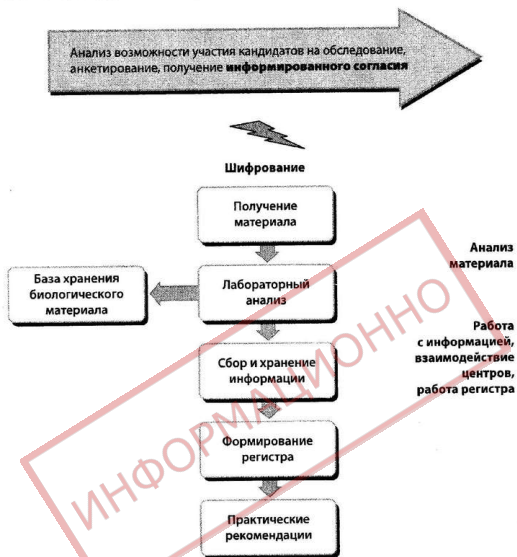 Анализ возможности участия кандидатов на обследование,
анкетирование, получение информированного согласия
Шифрование
Получение
материала
Анализ
материала
База хранения
биологического
материала
Лабораторный
анализ
Работа
с информацией,
взаимодействие
центров,
работа регистра
Сбор и хранение
информации
Формирование
регистра
Практические
рекомендации
ИНФОРМАЦИОННО